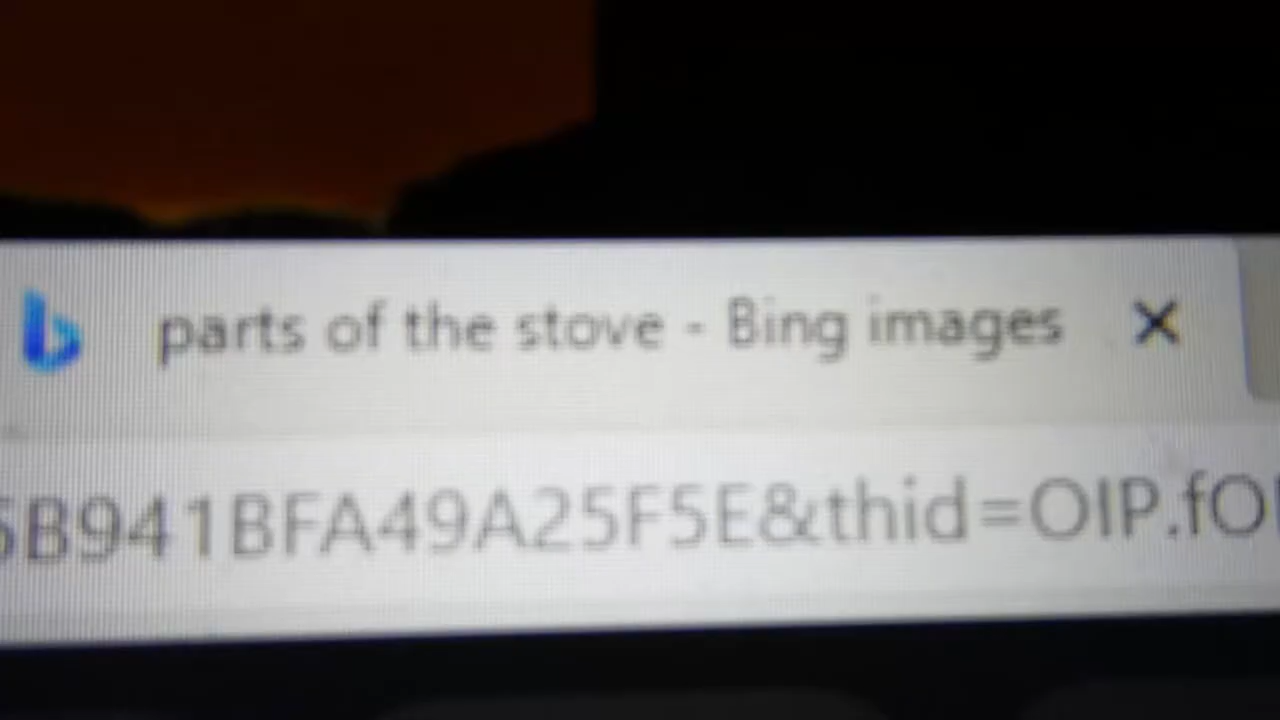 parts of the stove - Bing images
5B941BFA49A25F5E&thid=OIP.fO